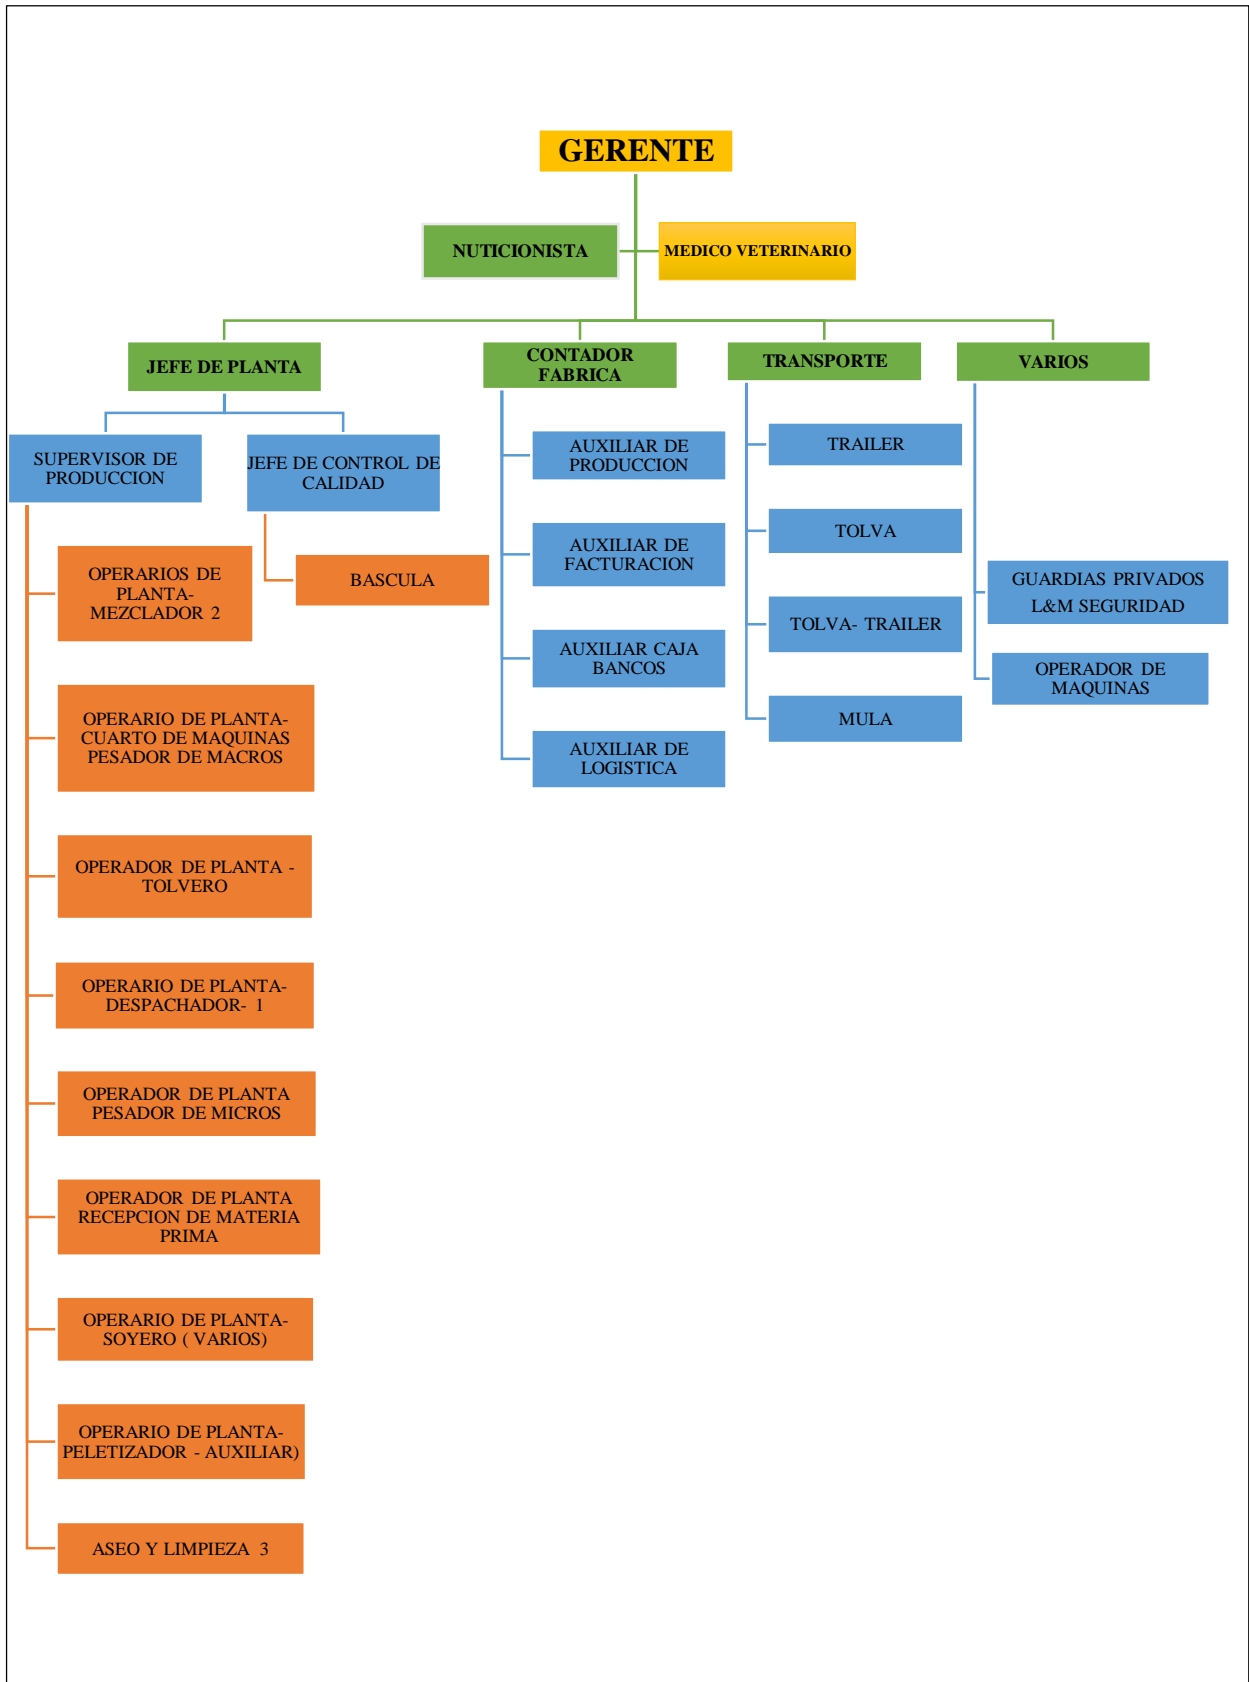 GERENTE
NUTICIONISTA
MEDICO VETERINARIO
JEFE DE PLANTA
CONTADOR
FABRICA
TRANSPORTE
VARIOS
SUPERVISOR DE
PRODUCCION
JEFE DE CONTROL DE
CALIDAD
OPERARIOS DE
PLANTA-
MEZCLADOR 2
OPERARIO DE PLANTA-
CUARTO DE MAQUINAS
PESADOR DE MACROS
OPERADOR DE PLANTA -
TOLVERO
OPERARIO DE PLANTA-
DESPACHADOR- 1
OPERADOR DE PLANTA
PESADOR DE MICROS
OPERADOR DE PLANTA
RECEPCION DE MATERIA
PRIMA
OPERARIO DE PLANTA-
SOYERO ( VARIOS)
OPERARIO DE PLANTA-
PELETIZADOR - AUXILIAR)
ASEO Y LIMPIEZA 3
BASCULA
AUXILIAR DE
PRODUCCION
AUXILIAR DE
FACTURACION
AUXILIAR CAJA
BANCOS
AUXILIAR DE
LOGISTICA
TRAILER
TOLVA
TOLVA- TRAILER
MULA
GUARDIAS PRIVADOS
L&M SEGURIDAD
OPERADOR DE
MAQUINAS